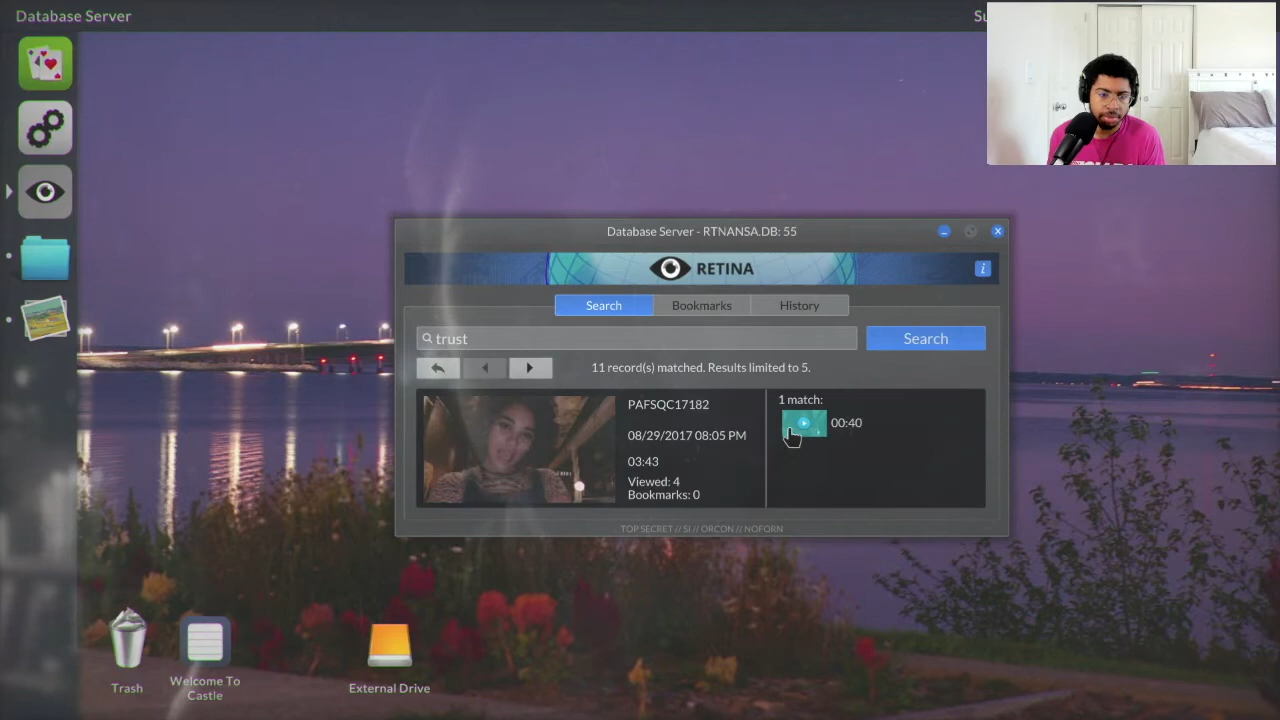 Database Server
Su
Database Server - RTNANSA.DB: 55
RETINA
Search
Bookmarks
History
trust
Search
11 record(s) matched. Results limited to 5.
PAFSQC17182
08/29/2017 08:05 PM
03:43
Viewed: 4
Bookmarks: 0
1 match:
00:40
TOP SECRET // SI // ORCON // NOFORN
Trash
Welcome To
Castle
External Drive